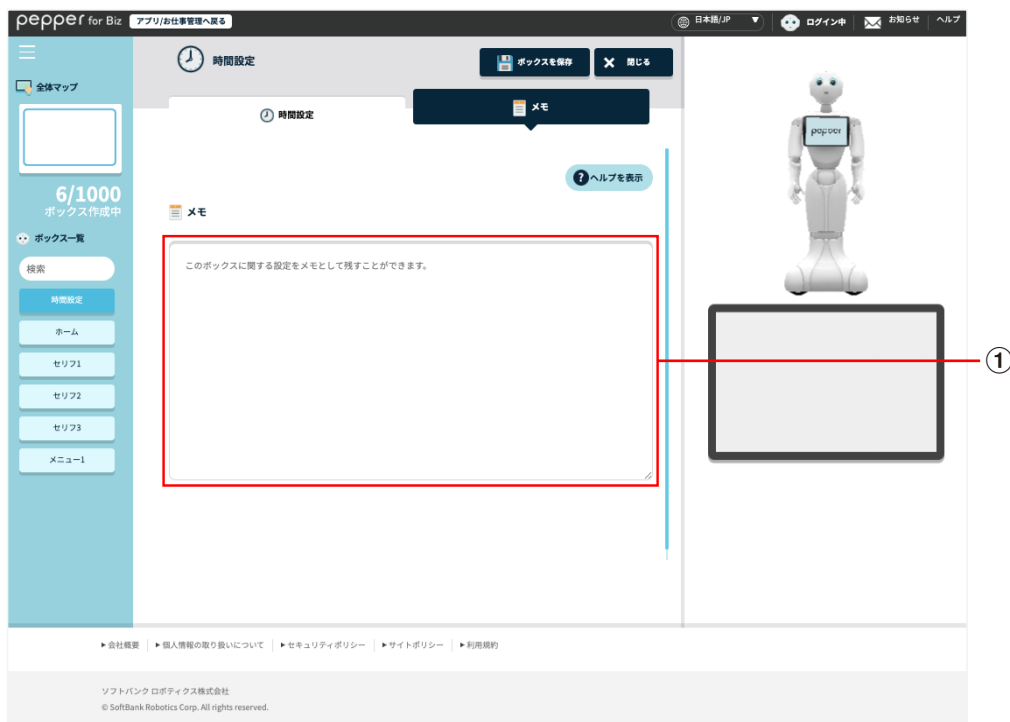 pepper for Biz アプリ/お仕事管理へ戻る 日本語/JP ▼ ログイン中 お知らせ ヘルプ
全体マップ
6/1000
ボックス作成中
ボックス一覧
検索
時間設定
ホーム
セリフ1
セリフ2
セリフ3
メニュー1
時間設定
ボックスを保存
× 閉じる
時間設定
メモ
?ヘルプを表示
メモ
このボックスに関する設定をメモとして残すことができます。
pepper
①
▶会社概要 ▶個人情報の取り扱いについて ▶セキュリティポリシー ▶サイトポリシー ▶利用規約
ソフトバンク ロボティクス株式会社
© SoftBank Robotics Corp. All rights reserved.